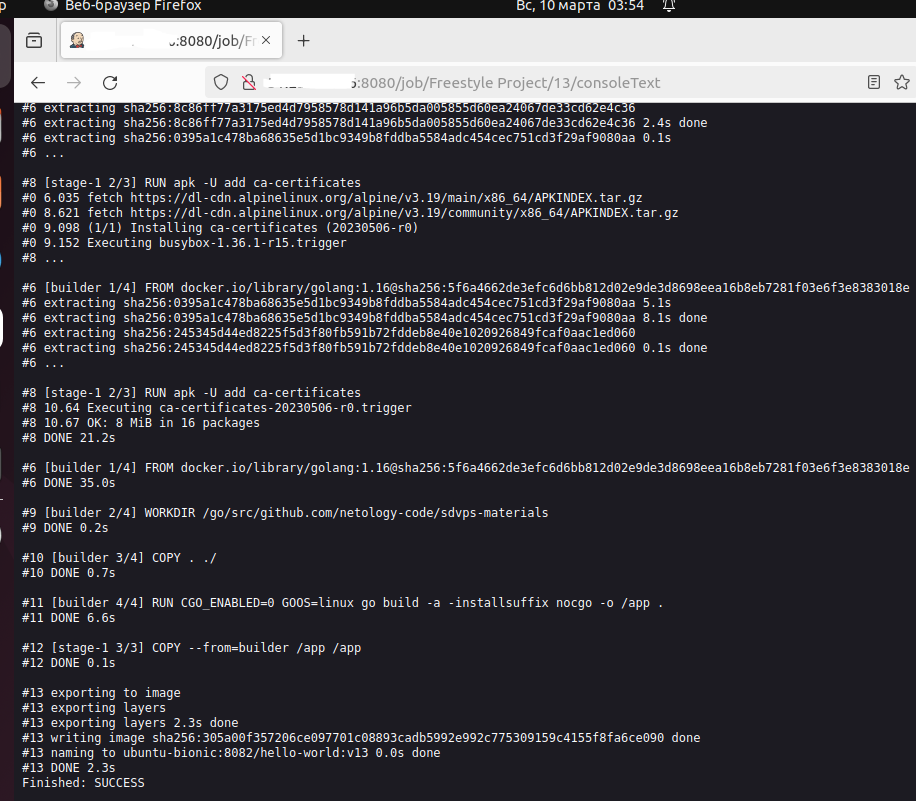 Веб-браузер Firefox
Вс, 10 марта 03:54
:8080/job/Fr
:8080/job/Freestyle Project/13/consoleText
#6 extracting sha256:8c86ff77a3175ed4d7958578d141a96b5da005855d60ea24067de33cd62e4c36
#6 extracting sha256:8c86ff77a3175ed4d7958578d141a96b5da005855d60ea24067de33cd62e4c36 2.4s done
#6 extracting sha256:0395a1c478ba68635e5d1bc9349b8fddba5584adc454cec751cd3f29af9080aa 0.1s
#6 ...
#8 [stage-1 2/3] RUN apk -U add ca-certificates
#0 6.035 fetch https://dl-cdn.alpinelinux.org/alpine/v3.19/main/x86_64/APKINDEX.tar.gz
#0 8.621 fetch https://dl-cdn.alpinelinux.org/alpine/v3.19/community/x86_64/APKINDEX.tar.gz
#0 9.098 (1/1) Installing ca-certificates (20230506-r0)
#0 9.152 Executing busybox-1.36.1-r15.trigger
#8 ...
#6 [builder 1/4] FROM docker.io/library/golang:1.16@sha256:5f6a4662de3efc6d6bb812d02e9de3d8698eea16b8eb7281f03e6f3e8383018e
#6 extracting sha256:0395a1c478ba68635e5d1bc9349b8fddba5584adc454cec751cd3f29af9080aa 5.1s
#6 extracting sha256:0395a1c478ba68635e5d1bc9349b8fddba5584adc454cec751cd3f29af9080aa 8.1s done
#6 extracting sha256:245345d44ed8225f5d3f80fb591b72fddeb8e40e1020926849fcaf0aac1ed060
#6 extracting sha256:245345d44ed8225f5d3f80fb591b72fddeb8e40e1020926849fcaf0aac1ed060 0.1s done
#6 ...
#8 [stage-1 2/3] RUN apk -U add ca-certificates
#8 10.64 Executing ca-certificates-20230506-r0.trigger
#8 10.67 OK: 8 MiB in 16 packages
#8 DONE 21.2s
#6 [builder 1/4] FROM docker.io/library/golang:1.16@sha256:5f6a4662de3efc6d6bb812d02e9de3d8698eea16b8eb7281f03e6f3e8383018e
#6 DONE 35.0s
#9 [builder 2/4] WORKDIR /go/src/github.com/netology-code/sdvps-materials
#9 DONE 0.2s
#10 [builder 3/4] COPY . ./
#10 DONE 0.7s
#11 [builder 4/4] RUN CGO_ENABLED=0 GOOS=linux go build -a -installsuffix nocgo -o /app .
#11 DONE 6.6s
#12 [stage-1 3/3] COPY --from=builder /app /app
#12 DONE 0.1s
#13 exporting to image
#13 exporting layers
#13 exporting layers 2.3s done
#13 writing image sha256:305a00f357206ce097701c08893cadb5992e992c775309159c4155f8fa6ce090 done
#13 naming to ubuntu-bionic:8082/hello-world:v13 0.0s done
#13 DONE 2.3s
Finished: SUCCESS